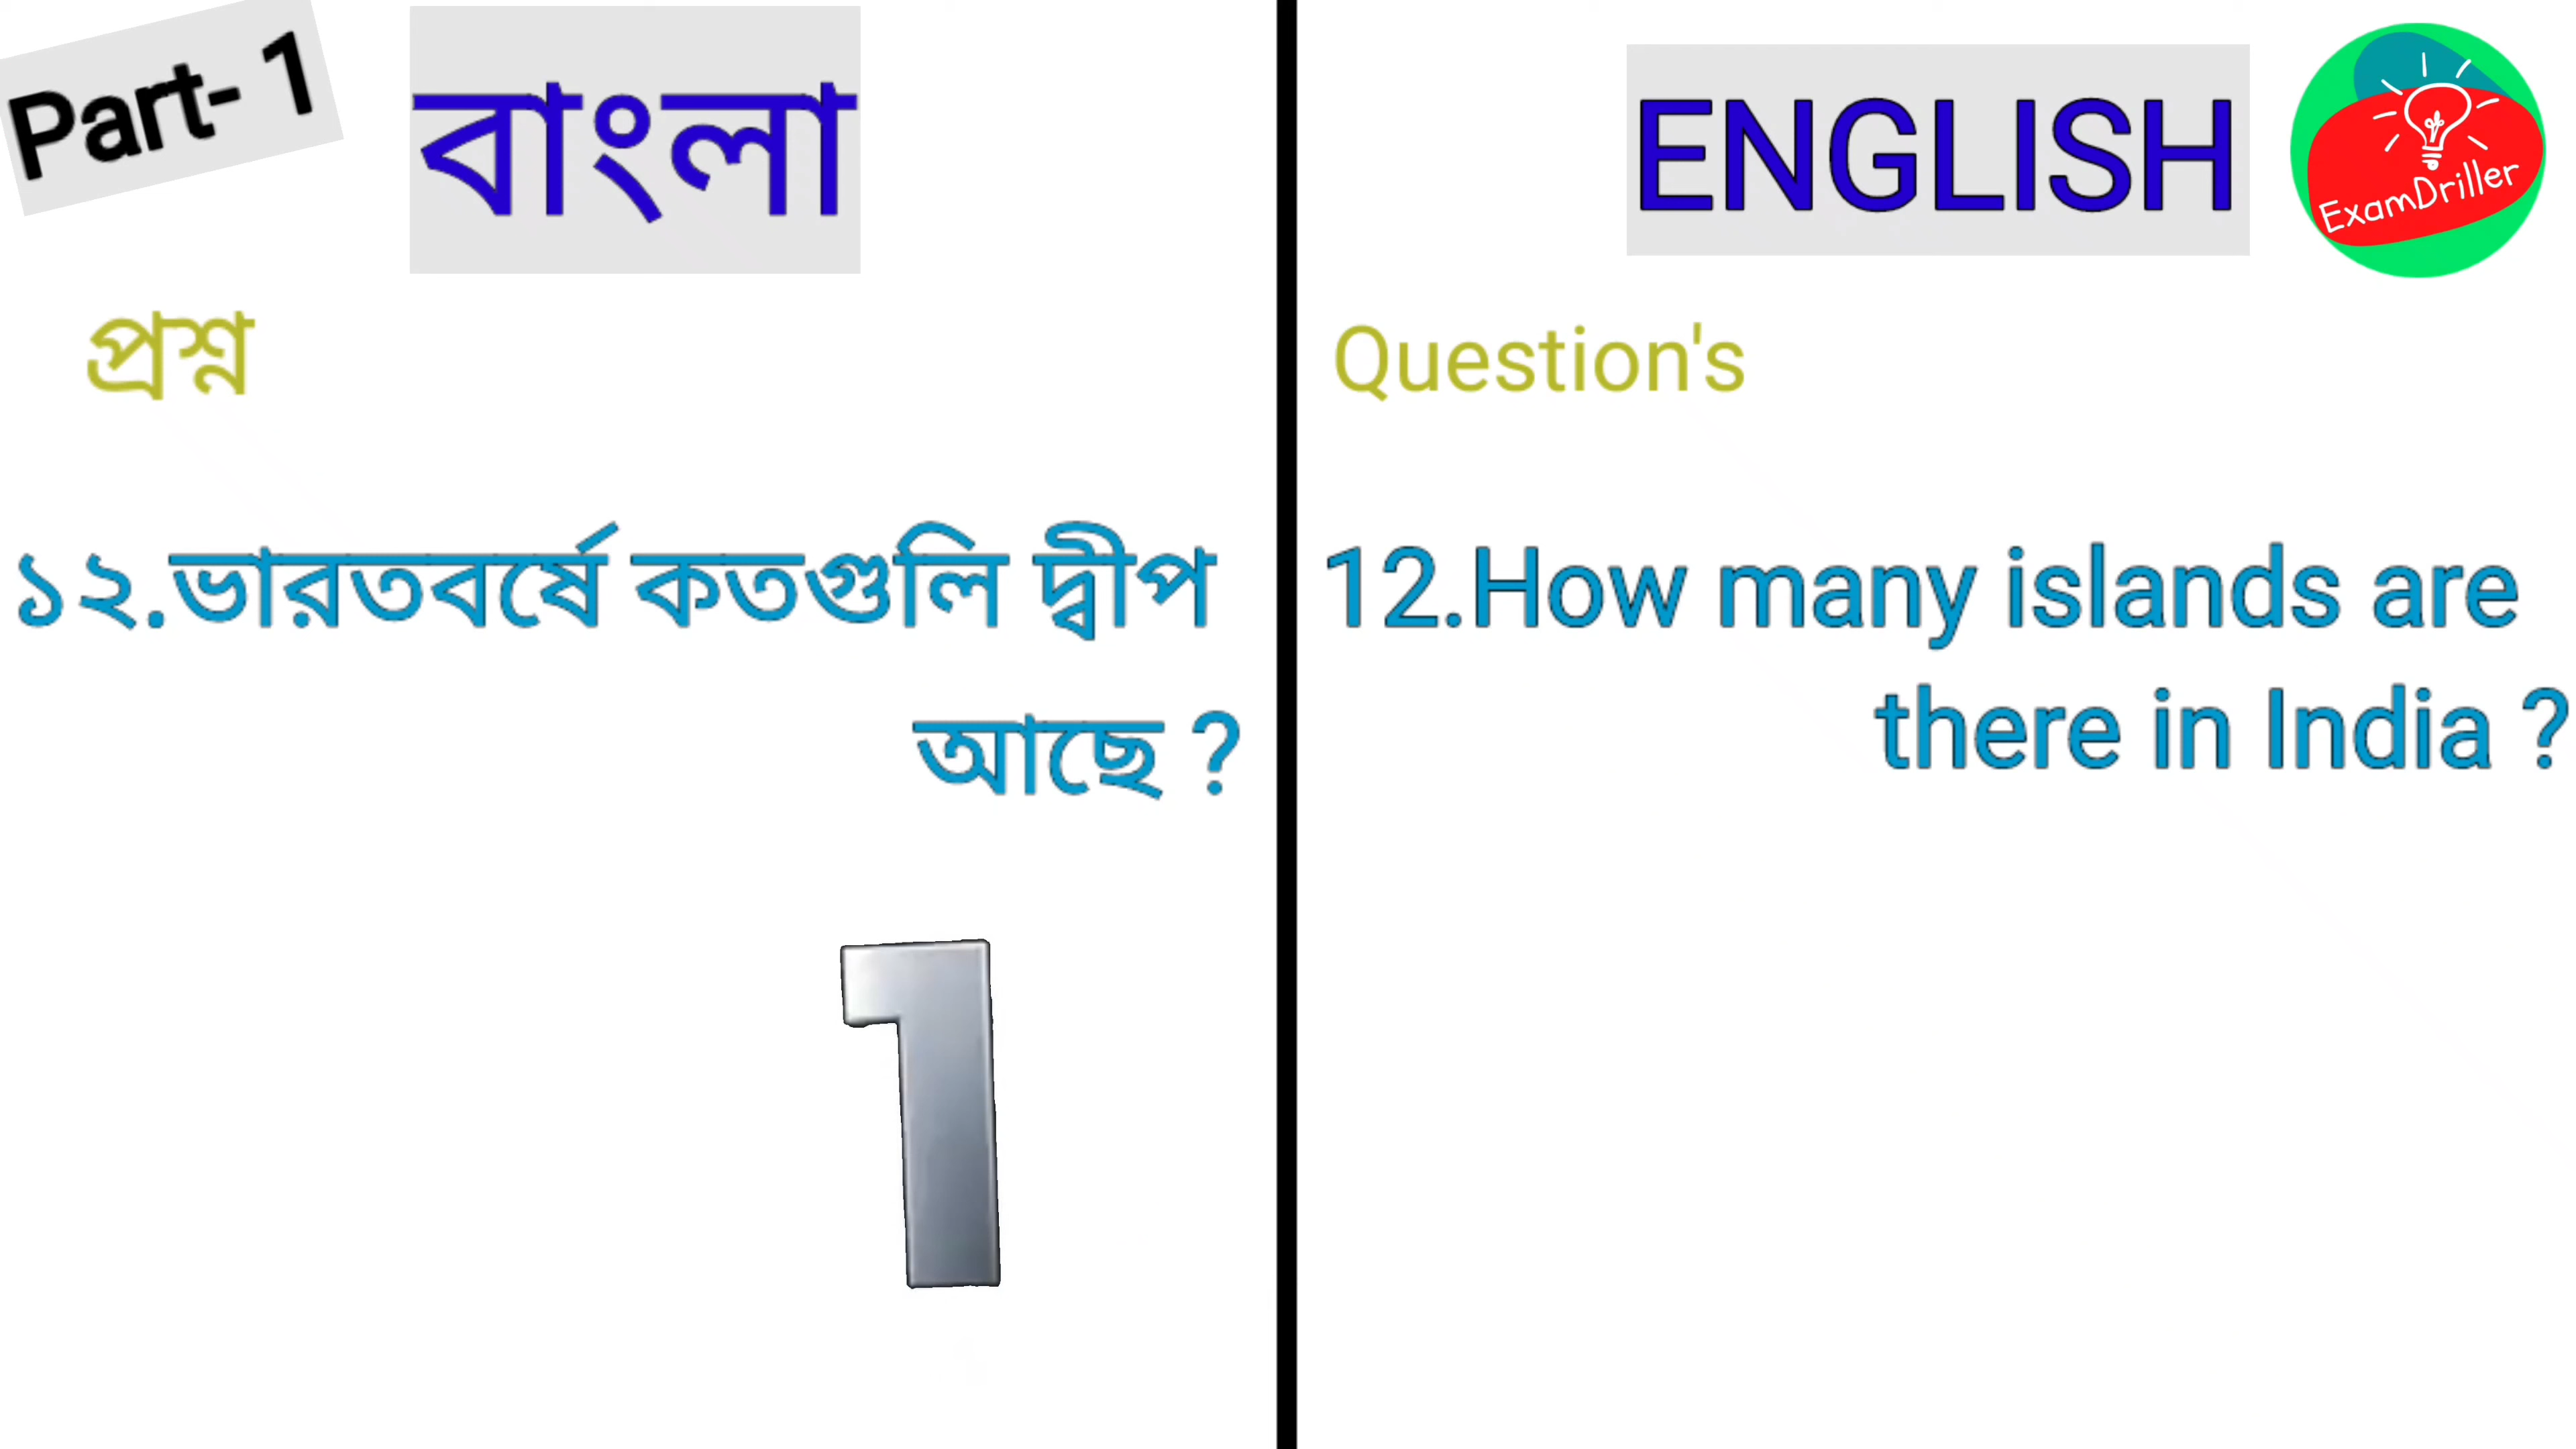 Part- 1
বাংলা
প্রশ্ন
১২.ভারতবর্ষে কতগুলি দ্বীপ
আছে ?
1
ENGLISH
ExamDriller
Question's
12.How many islands are
there in India ?